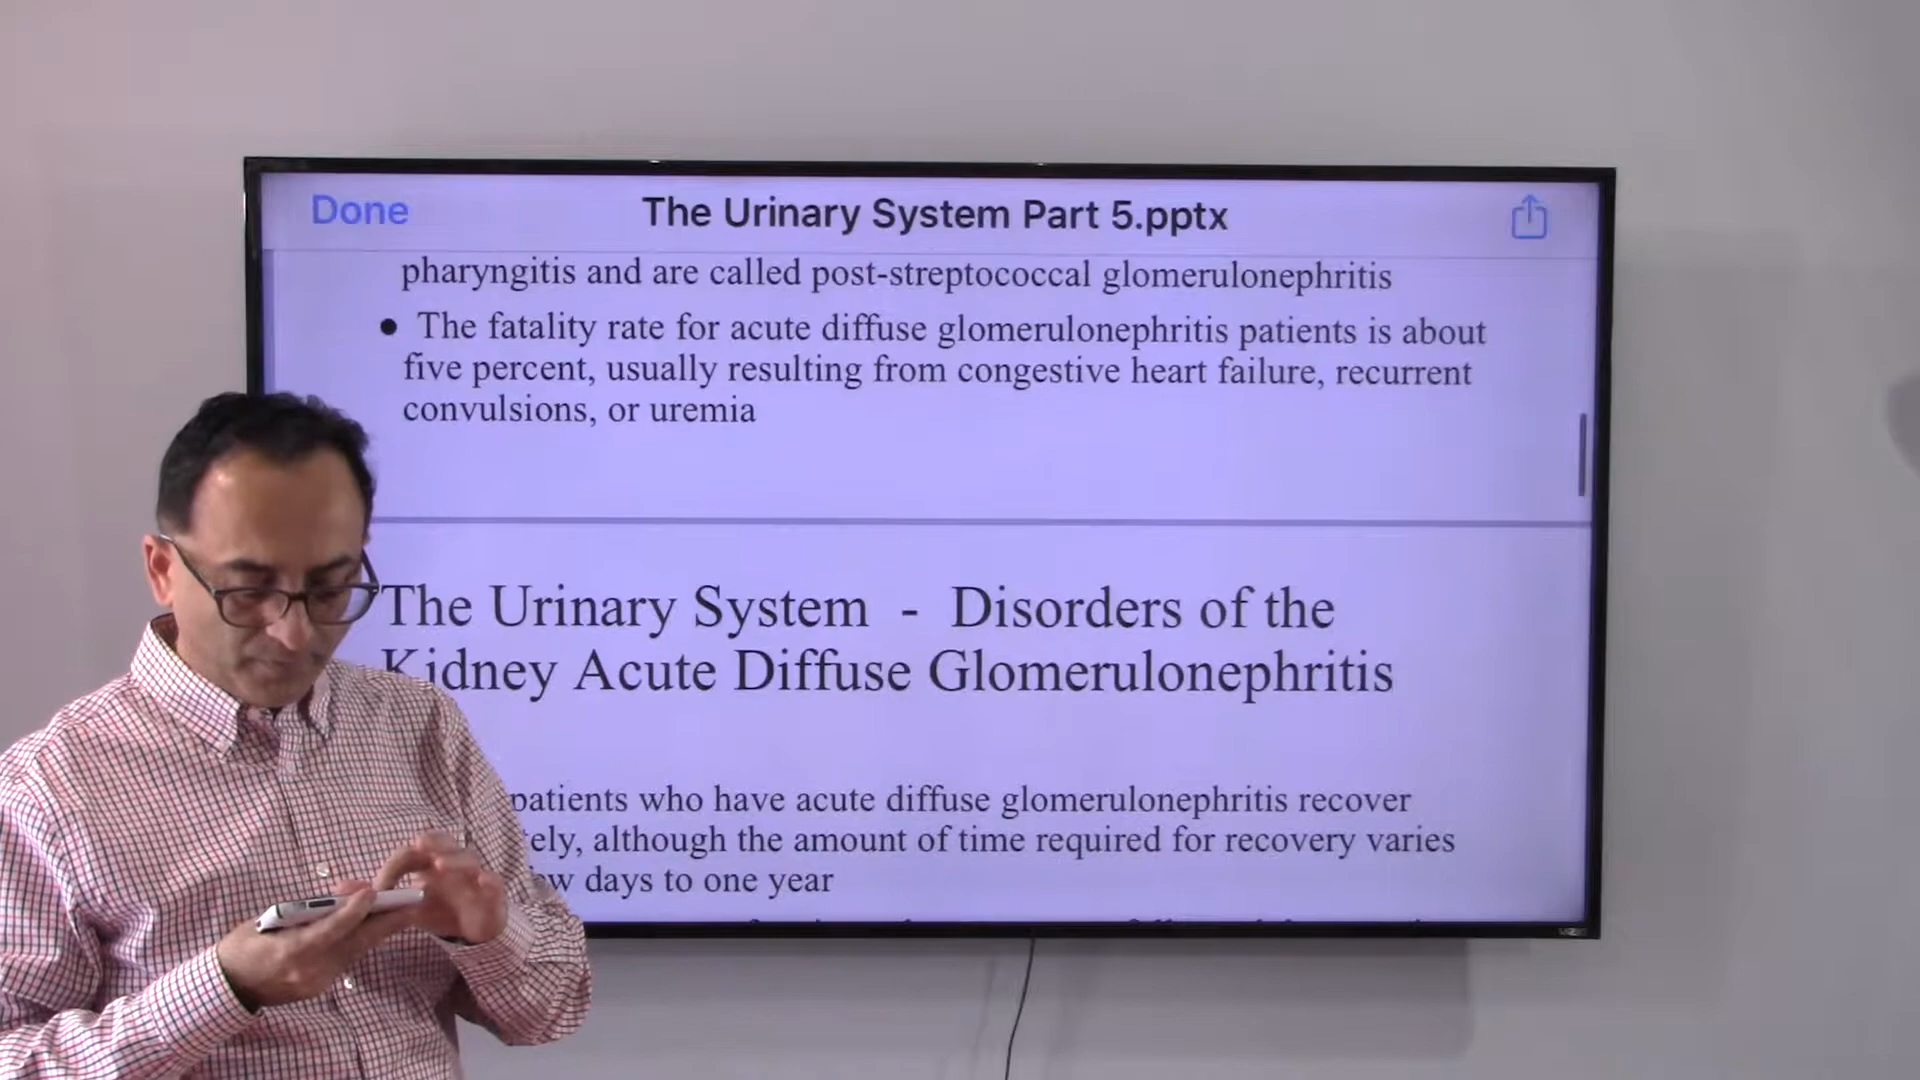 Done
The Urinary System Part 5.pptx
pharyngitis and are called post-streptococcal glomerulonephritis
● The fatality rate for acute diffuse glomerulonephritis patients is about
five percent, usually resulting from congestive heart failure, recurrent
convulsions, or uremia
The Urinary System - Disorders of the
Kidney Acute Diffuse Glomerulonephritis
patients who have acute diffuse glomerulonephritis recover
although the amount of time required for recovery varies
days to one year
VIZIO